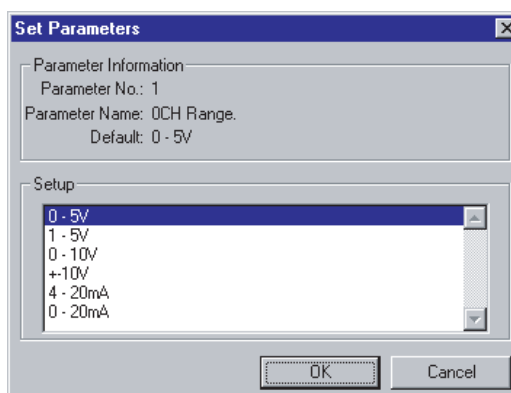 Set Parameters
Parameter Information
Parameter No.: 1
Parameter Name: 0CH Range.
Default: 0 - 5V
Setup
0 - 5V
1 - 5V
0 - 10V
+-10V
4 - 20mA
0 - 20mA
OK
Cancel